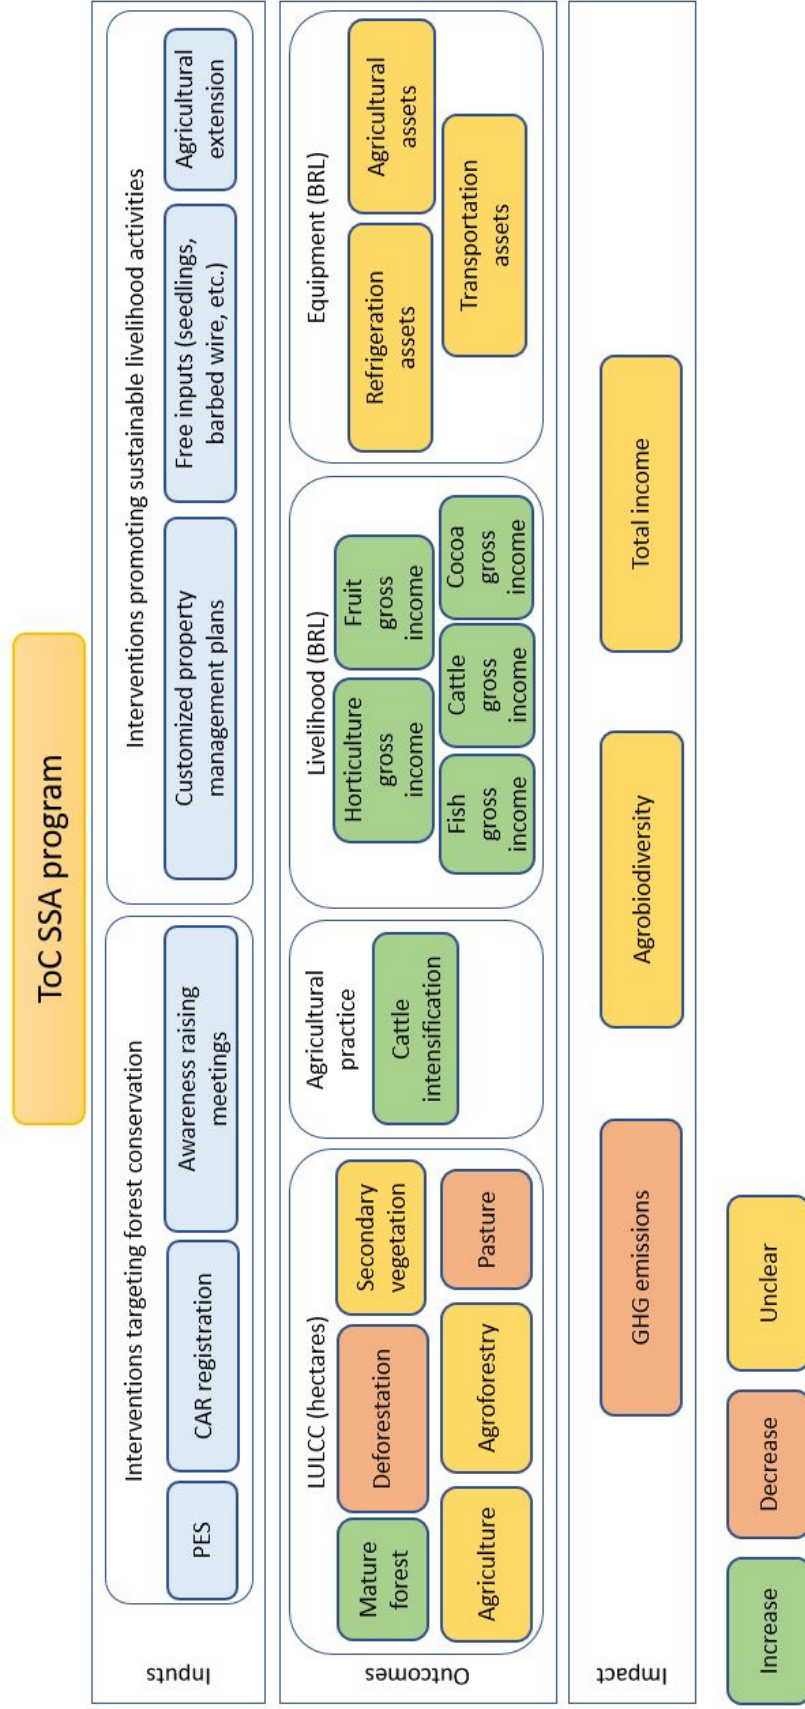 ToC SSA program
Inputs
Interventions targeting forest conservation
PES
CAR registration
Awareness raising
meetings
Interventions promoting sustainable livelihood activities
Customized property
management plans
Free inputs (seedlings,
barbed wire, etc.)
Agricultural
extension
Outcomes
LULCC (hectares)
Mature
forest
Deforestation
Secondary
vegetation
Agriculture
Agroforestry
Pasture
Agricultural
practice
Cattle
intensification
Livelihood (BRL)
Horticulture
gross
income
Fruit
gross
income
Fish
gross
income
Cattle
gross
income
Cocoa
gross
income
Equipment (BRL)
Refrigeration
assets
Agricultural
assets
Transportation
assets
Impact
GHG emissions
Agrobiodiversity
Total income
Increase
Decrease
Unclear